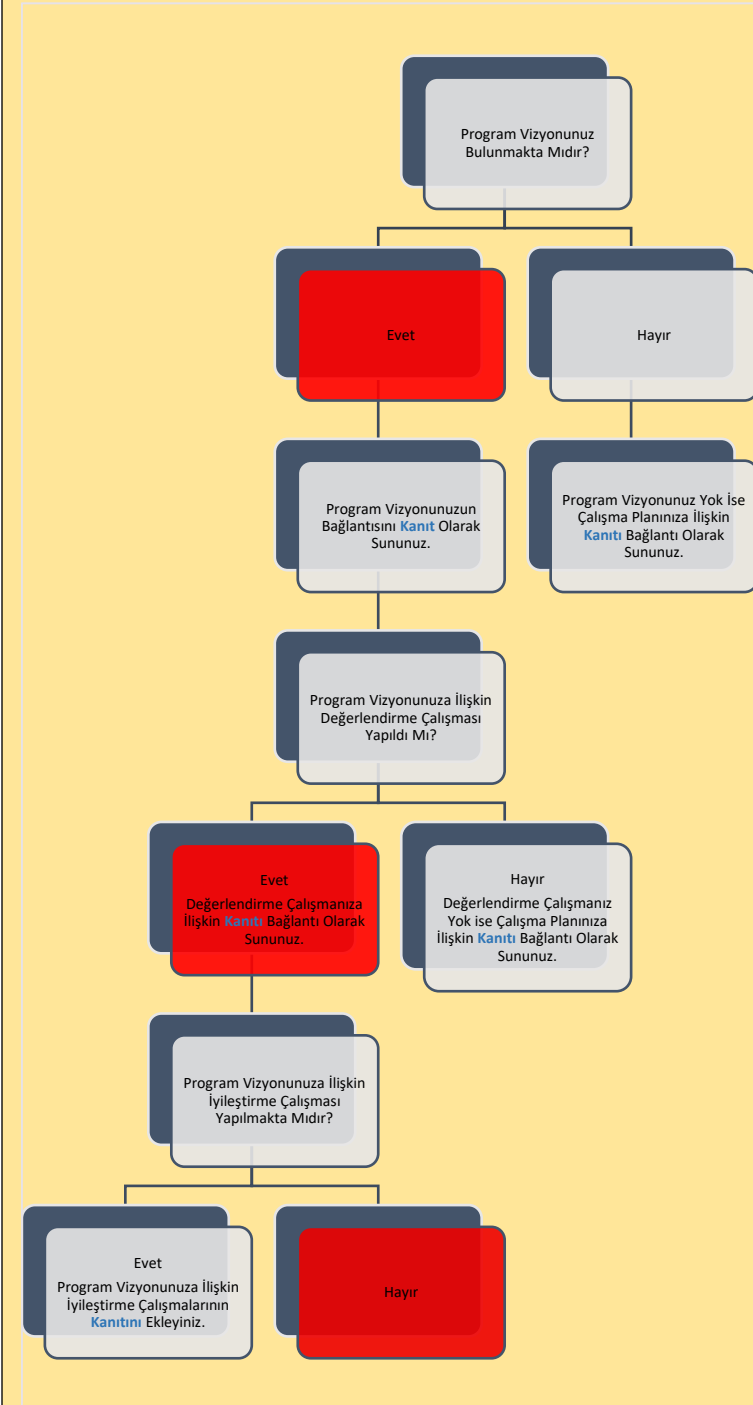 Program Vizyonunuz
Bulunmakta Mıdır?
Evet
Hayır
Program Vizyonunuzun
Bağlantısını Kanıt Olarak
Sununuz.
Program Vizyonunuz Yok İse
Çalışma Planınıza İlişkin
Kanıtı Bağlantı Olarak
Sununuz.
Program Vizyonunuza İlişkin
Değerlendirme Çalışması
Yapıldı Mı?
Evet
Değerlendirme Çalışmanıza
İlişkin Kanıtı Bağlantı Olarak
Sununuz.
Hayır
Değerlendirme Çalışmanız
Yok ise Çalışma Planınıza
İlişkin Kanıtı Bağlantı Olarak
Sununuz.
Program Vizyonunuza İlişkin
İyileştirme Çalışması
Yapılmakta Mıdır?
Evet
Program Vizyonunuza İlişkin
İyileştirme Çalışmalarının
Kanıtını Ekleyiniz.
Hayır